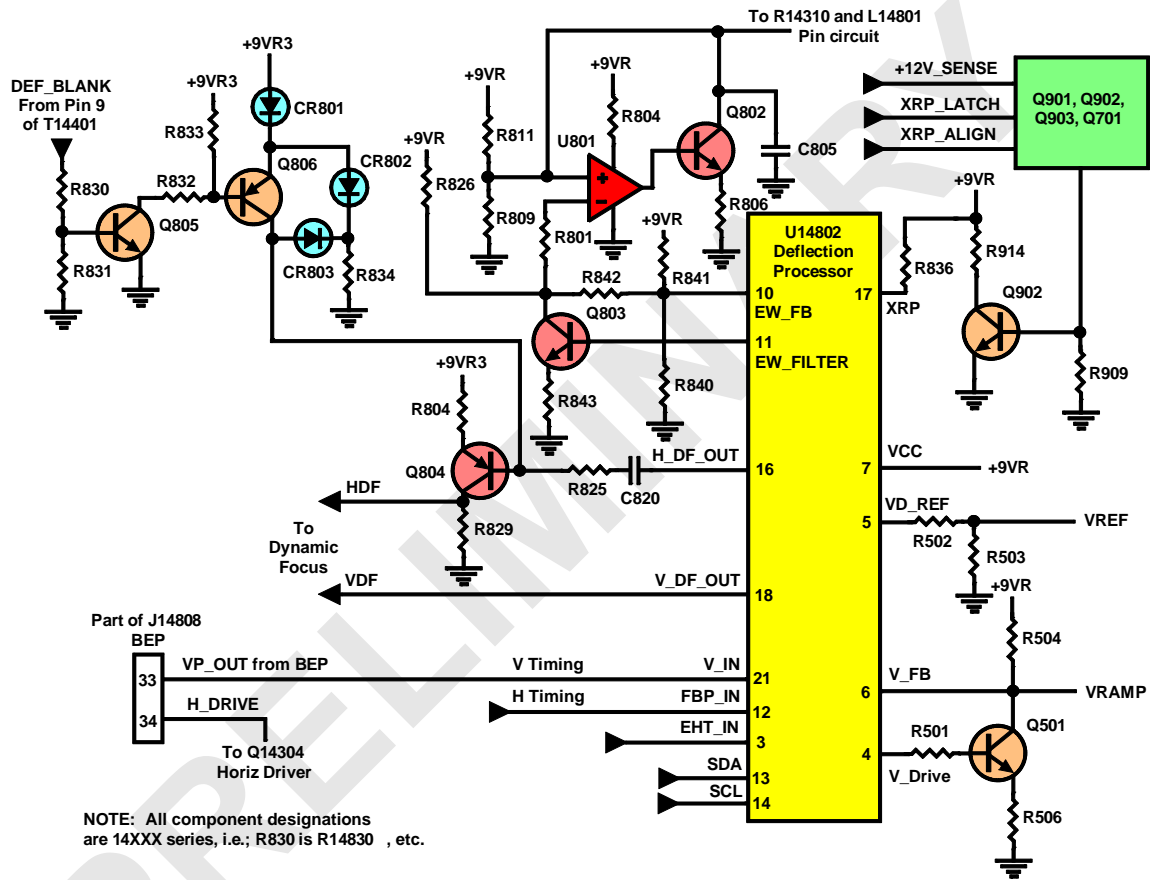 To R14310 and L14801
Pin circuit
+9VR3
+9VR3
DEF_BLANK
From Pin 9
of T14401
CR801
R833
Q806
CR802
R830
R832
Q805
R831
CR803
R834
+9VR
+9VR
+9VR
R811
U801
R804
Q802
R826
+
-
C805
R809
R801
R806
+9VR
R842
R841
Q803
R843
R840
+12V_SENSE
XRP_LATCH
XRP_ALIGN
Q901, Q902,
Q903, Q701
+9VR
R914
R836
Q902
R909
U14802
Deflection
Processor
10
EW_FB
11
EW_FILTER
17
XRP
+9VR3
R804
Q804
R825
C820
H_DF_OUT
16
HDF
R829
To
Dynamic
Focus
VDF
V_DF_OUT
18
7
VCC
+9VR
5
VD_REF
R502
R503
VREF
+9VR
R504
6
V_FB
VRAMP
Q501
R501
4
V_Drive
R506
Part of J14808
BEP
33
VP_OUT from BEP
V Timing
V_IN
21
34
H_DRIVE
H Timing
FBP_IN
12
To Q14304
Horiz Driver
EHT_IN
3
SDA
13
SCL
14
NOTE: All component designations
are 14XXX series, i.e.; R830 is R14830 , etc.
PRELIMINARY